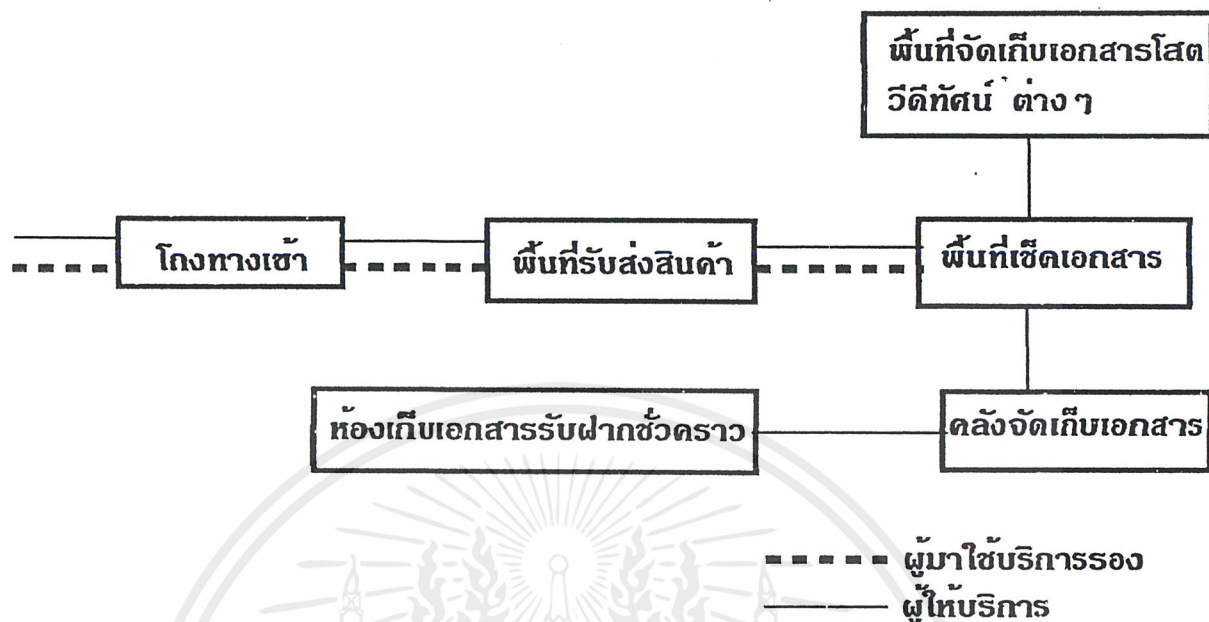 พื้นที่จัดเก็บเอกสารโสต
วีดีทัศน์ ต่างๆ
โถงทางเข้า
พื้นที่รับส่งสินค้า
พื้นที่เช็คเอกสาร
ห้องเก็บเอกสารรับฝากชั่วคราว
คลังจัดเก็บเอกสาร
ผู้มาใช้บริการรอง
ผู้ให้บริการ